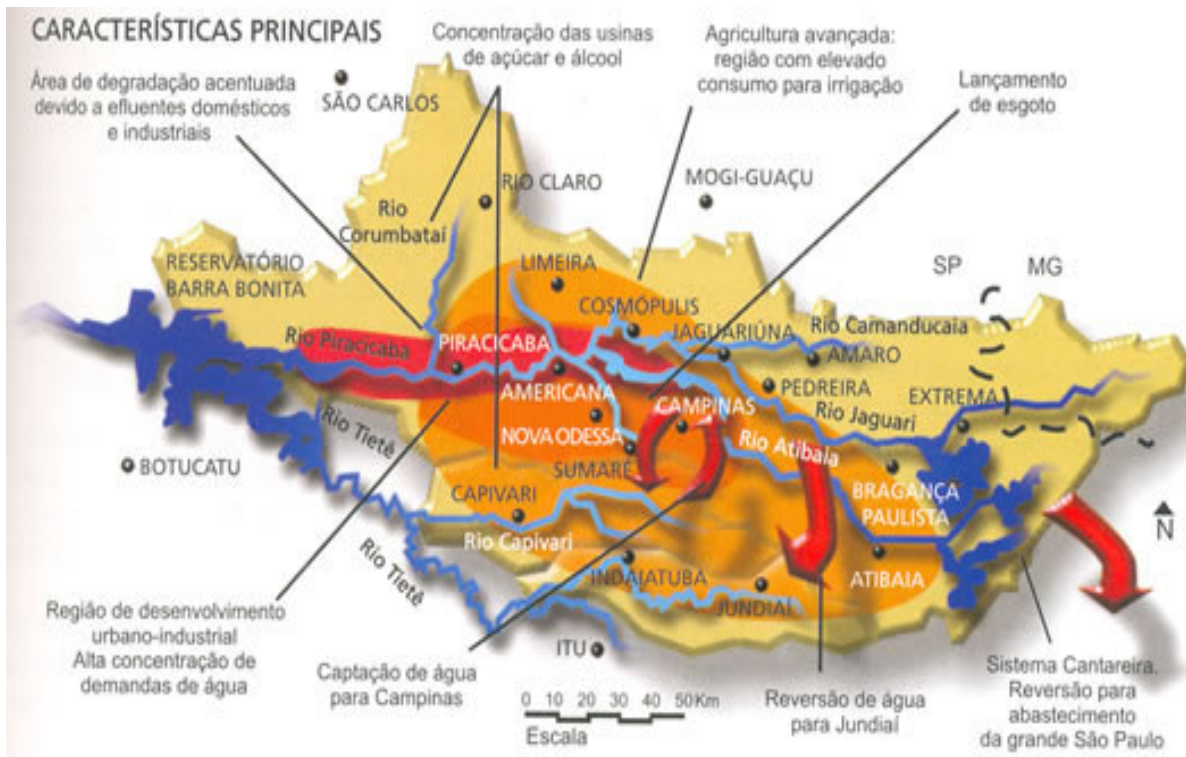 CARACTERÍSTICAS PRINCIPAIS
Concentração das usinas
de açúcar e álcool
Agricultura avançada:
região com elevado
consumo para irrigação
Lançamento
de esgoto
Área de degradação acentuada
devido a efluentes domésticos
e industriais
SÃO CARLOS
RIO CLARO
MOGI-GUAÇU
Rio
Corumbataí
RESERVATÓRIO
BARRA BONITA
LIMEIRA
SP
MG
COSMÓPULIS
JAGUARIÚNA
Rio Camanducaia
AMARO
Rio Piracicaba
PIRACICABA
AMERICANA
PEDREIRA
EXTREMA
Rio Jaguari
CAMPINAS
NOVA ODESSA
Rio Atibaia
SUMARÉ
Rio Tietê
BOTUCATU
CAPIVARI
BRAGANÇA
PAULISTA
Rio Capivari
N
Rio Tietê
INDAIATUBA
JUNDIAÍ
ATIBAIA
ITU
Região de desenvolvimento
urbano-industrial
Alta concentração de
demandas de água
Captação de água
para Campinas
0 10 20 30 40 50Km
Escala
Reversão de água
para Jundiaí
Sistema Cantareira.
Reversão para
abastecimento
da grande São Paulo